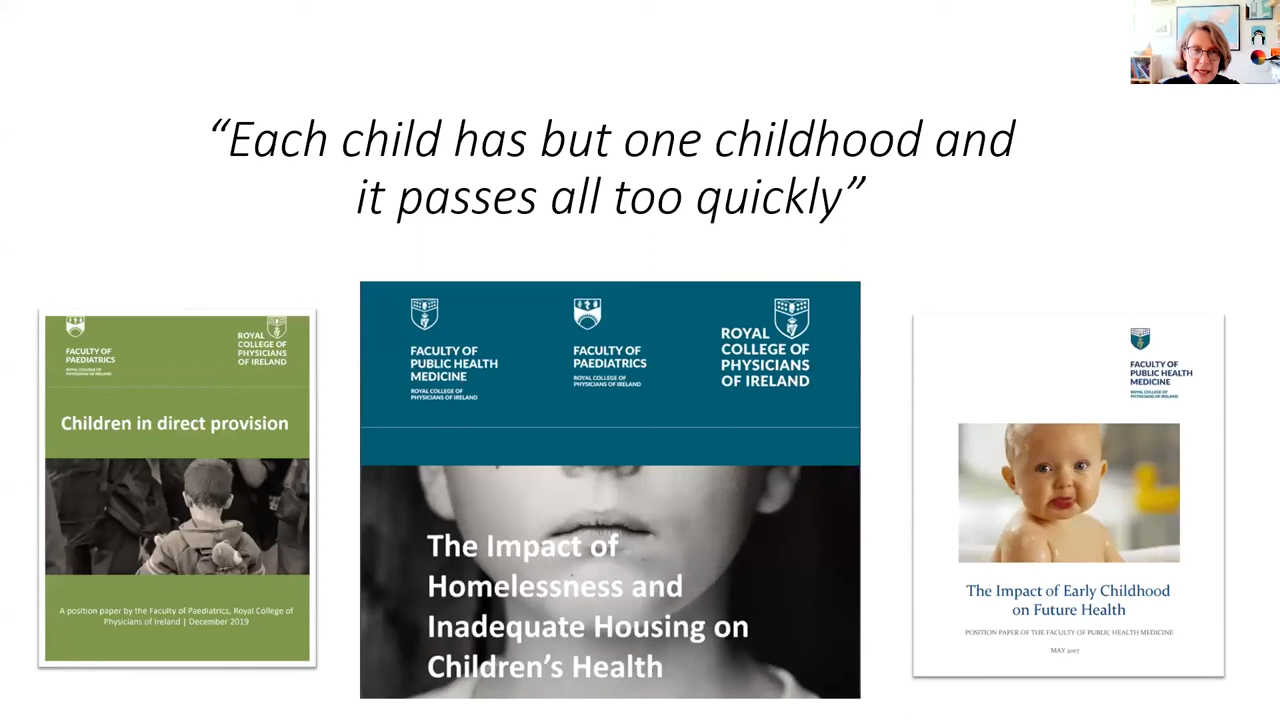 “Each child has but one childhood and
it passes all too quickly”
FACULTY OF
PAEDIATRICS
ROYAL COLLEGE OF
PHYSICIANS OF IRELAND
ROYAL
COLLEGE OF
PHYSICIANS
OF IRELAND
Children in direct provision
A position paper by the Faculty of Paediatrics, Royal College of
Physicians of Ireland | December 2019
FACULTY OF
PUBLIC HEALTH
MEDICINE
ROYAL COLLEGE OF
PHYSICIANS OF IRELAND
FACULTY OF
PAEDIATRICS
ROYAL COLLEGE OF
PHYSICIANS OF IRELAND
ROYAL
COLLEGE OF
PHYSICIANS
OF IRELAND
The Impact of
Homelessness and
Inadequate Housing on
Children’s Health
FACULTY OF
PUBLIC HEALTH
MEDICINE
ROYAL COLLEGE OF
PHYSICIANS OF IRELAND
The Impact of Early Childhood
on Future Health
POSITION PAPER OF THE FACULTY OF PUBLIC HEALTH MEDICINE
MAY 2017